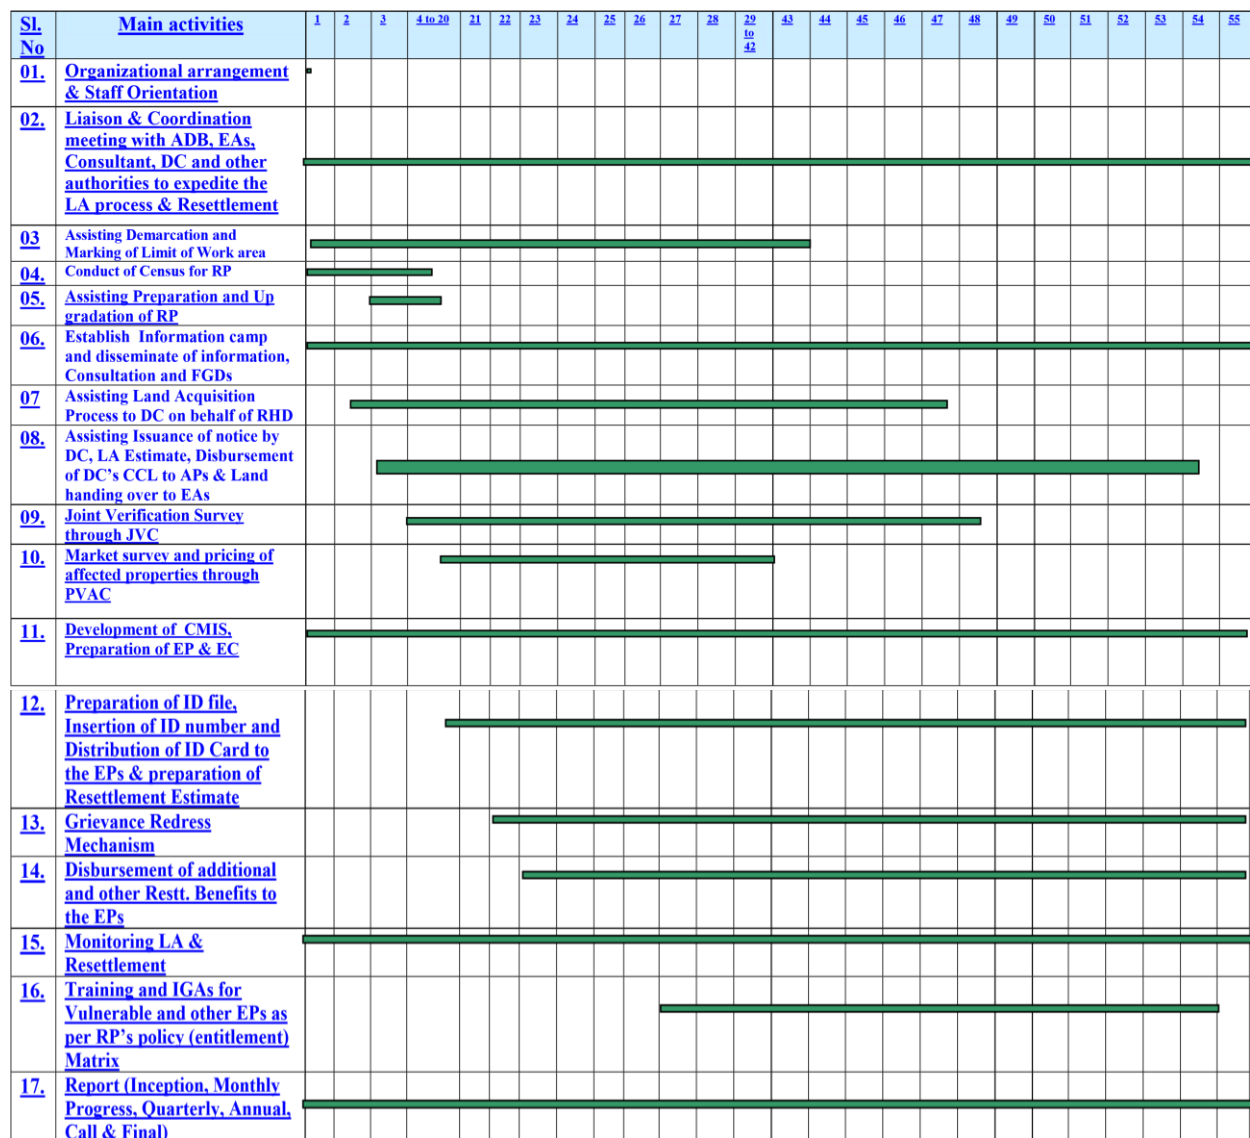 Sl. No Main activities 1 2 3 4 to 20 21 22 23 24 25 26 27 28 29 to 42 43 44 45 46 47 48 49 50 51 52 53 54 55
01. Organizational arrangement
& Staff Orientation
02. Liaison & Coordination
meeting with ADB, EAs,
Consultant, DC and other
authorities to expedite the
LA process & Resettlement
03 Assisting Demarcation and
Marking of Limit of Work area
04. Conduct of Census for RP
05. Assisting Preparation and Up
gradation of RP
06. Establish Information camp
and disseminate of information,
Consultation and FGDs
07 Assisting Land Acquisition
Process to DC on behalf of RHD
08. Assisting Issuance of notice by
DC, LA Estimate, Disbursement
of DC's CCL to APs & Land
handing over to EAs
09. Joint Verification Survey
through JVC
10. Market survey and pricing of
affected properties through
PVAC
11. Development of CMIS,
Preparation of EP & EC
12. Preparation of ID file,
Insertion of ID number and
Distribution of ID Card to
the EPs & preparation of
Resettlement Estimate
13. Grievance Redress
Mechanism
14. Disbursement of additional
and other Restt. Benefits to
the EPs
15. Monitoring LA &
Resettlement
16. Training and IGAs for
Vulnerable and other EPs as
per RP's policy (entitlement)
Matrix
17. Report (Inception, Monthly
Progress, Quarterly, Annual,
Call & Final)